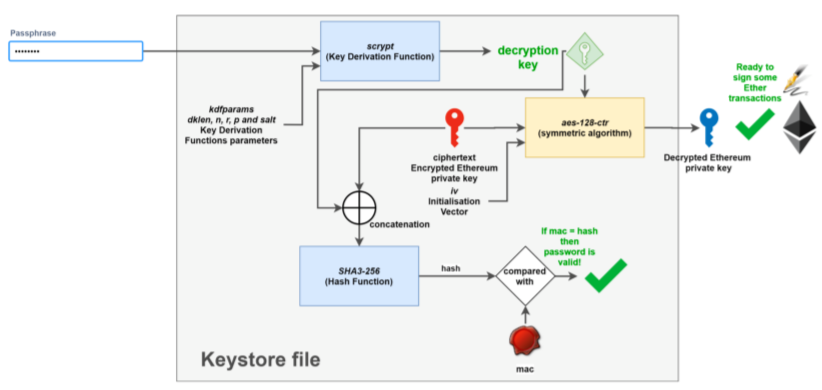 Passphrase
scrypt
(Key Derivation Function)
decryption
key
kdfparams
dklen, n, r, p and salt
Key Derivation
Functions parameters
Ready to
sign some
Ether
transactions
aes-128-ctr
(symmetric algorithm)
ciphertext
Encrypted Ethereum
private key
iv
Initialisation
Vector
Decrypted Ethereum
private key
concatenation
SHA3-256
(Hash Function)
hash
compared
with
if mac = hash
then
password is
valid!
mac
Keystore file